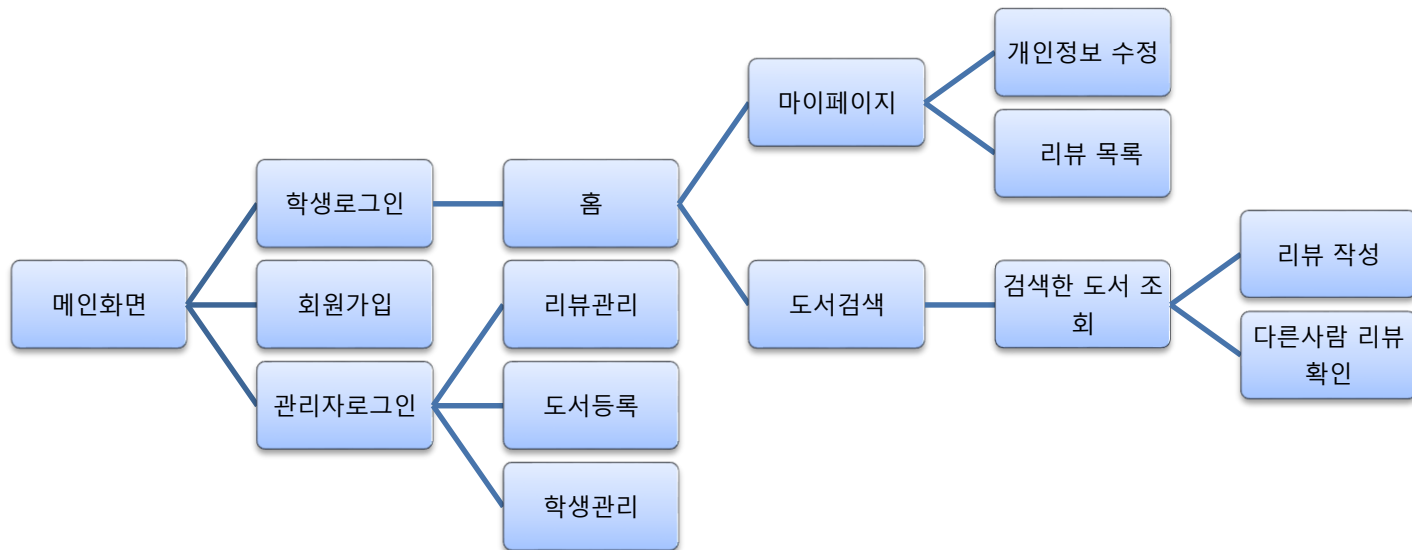 메인화면
학생로그인
회원가입
관리자로그인
홈
리뷰관리
도서등록
학생관리
마이페이지
도서검색
개인정보 수정
리뷰 목록
검색한 도서 조
회
리뷰 작성
다른사람 리뷰
확인